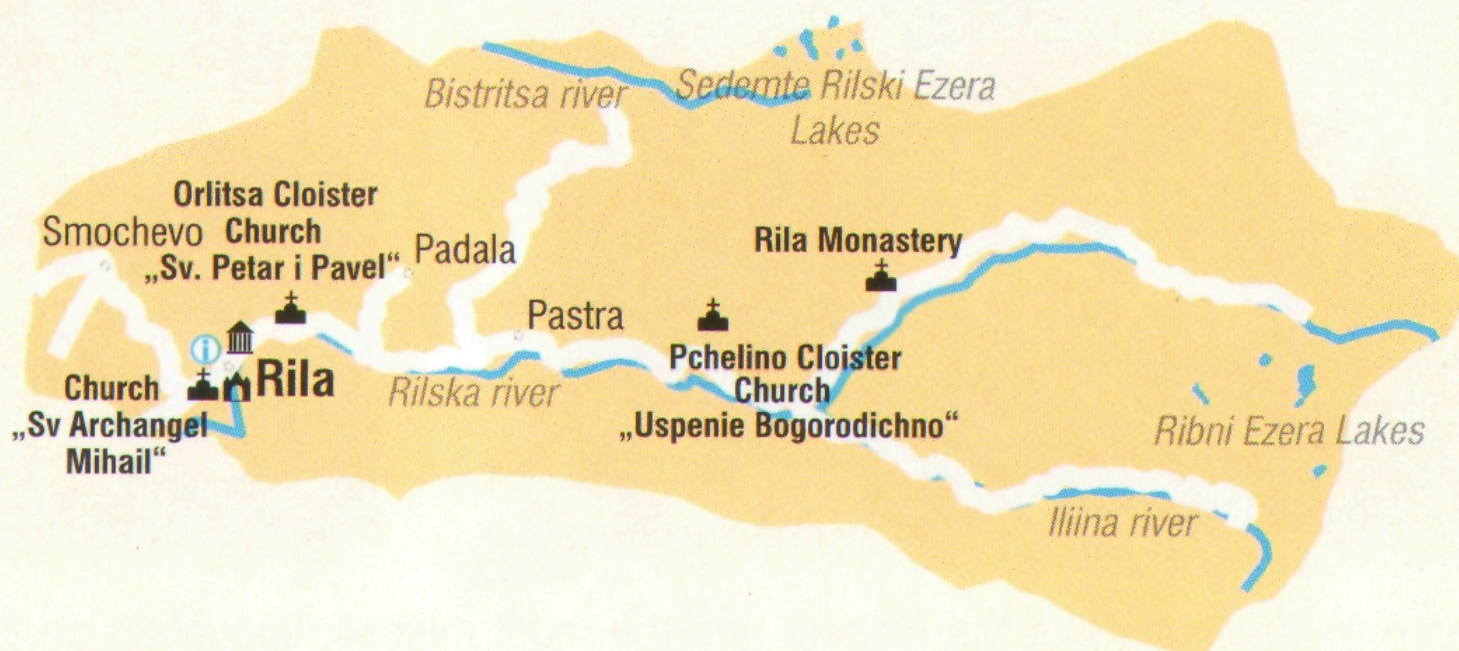 Bistritsa river
Sedemte Rilski Ezera
Lakes
Orlitsa Cloister
Church
„Sv. Petar i Pavel“
Smochevo
Padala
Rila Monastery
Pastra
i
Rila
Church
„Sv Archangel
Mihail“
Rilska river
Pchelino Cloister
Church
"Uspenie Bogorodichno“
Ribni Ezera Lakes
Iliina river